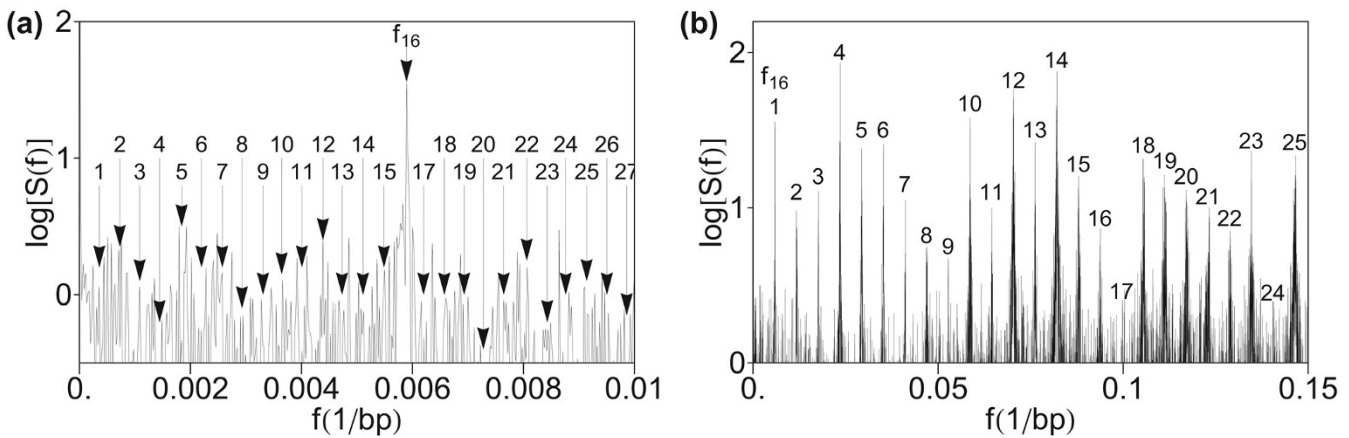 (a)
log[S(f)]
2
1
0
f₁₆
2 4 6 8 10 12 14 16 18 20 22 24 26
1 3 5 7 9 11 13 15 17 19 21 23 25 27
0. 0.002 0.004 0.006 0.008 0.01
f(1/bp)
(b)
log[S(f)]
2
1
0
f₁₆
1 2 3 4 5 6 7 8 9 10 11 12 13 14 15 16 17 18 19 20 21 22 23 24 25
0 0.05 0.1 0.15
f(1/bp)